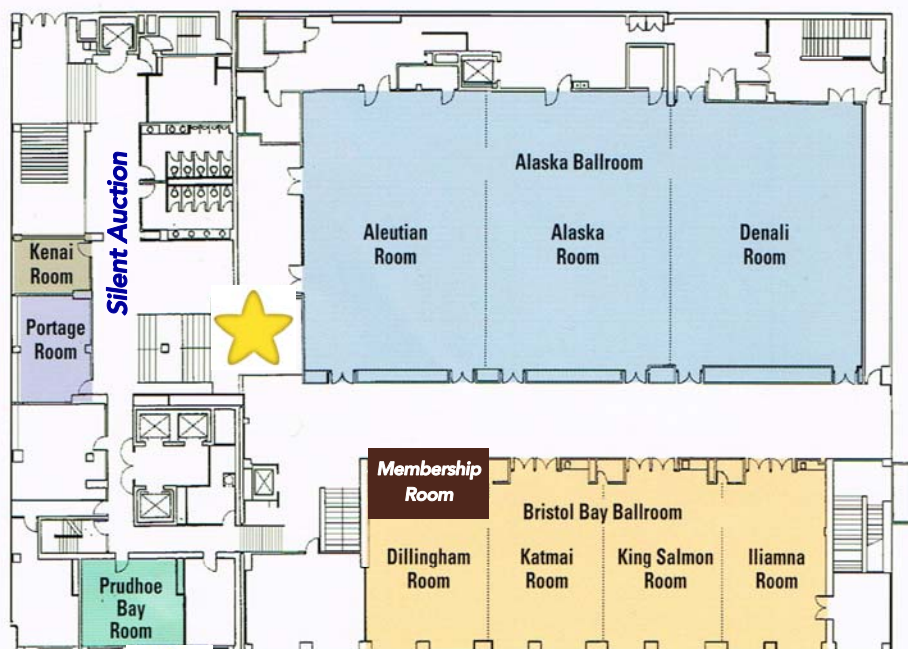 Silent Auction
Alaska Ballroom
Aleutian
Room
Alaska
Room
Denali
Room
Kenai
Room
Portage
Room
Membership
Room
Bristol Bay Ballroom
Dillingham
Room
Katmai
Room
King Salmon
Room
Iliamna
Room
Prudhoe
Bay
Room